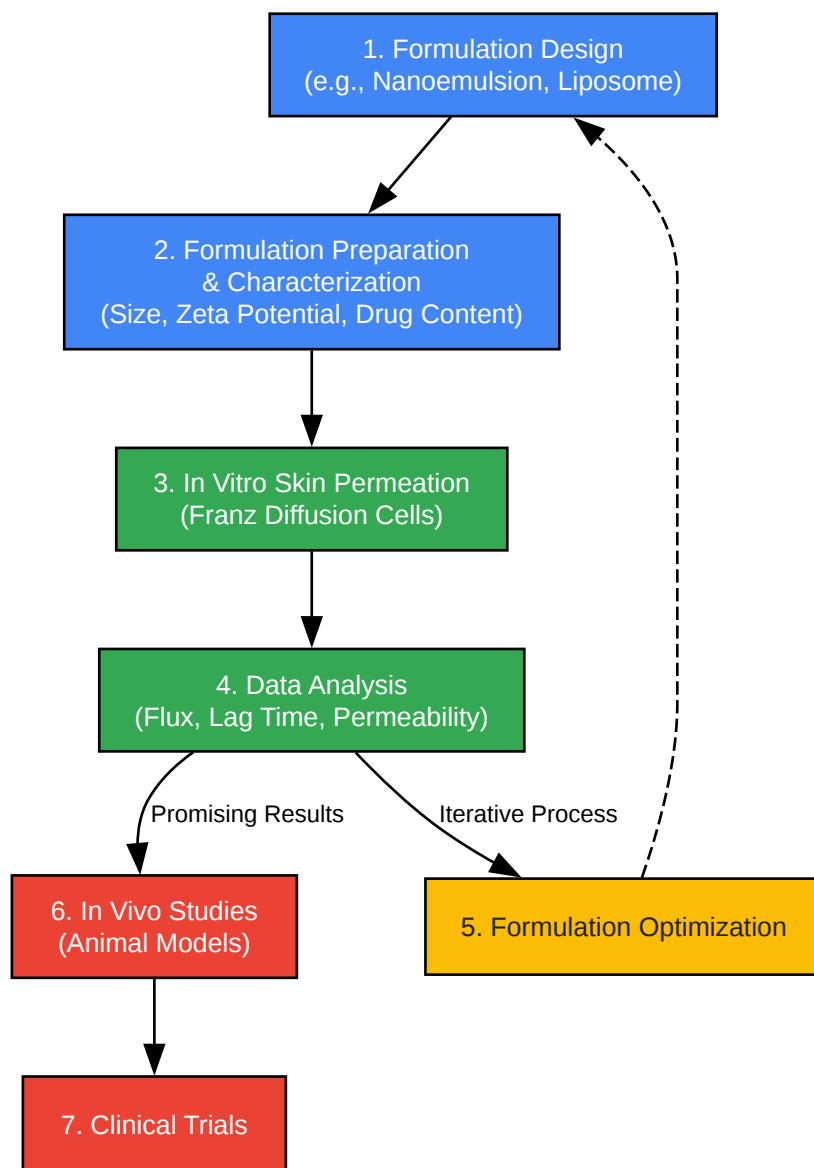 1. Formulation Design
(e.g., Nanoemulsion, Liposome)
2. Formulation Preparation
& Characterization
(Size, Zeta Potential, Drug Content)
3. In Vitro Skin Permeation
(Franz Diffusion Cells)
4. Data Analysis
(Flux, Lag Time, Permeability)
Promising Results
Iterative Process
6. In Vivo Studies
(Animal Models)
5. Formulation Optimization
7. Clinical Trials